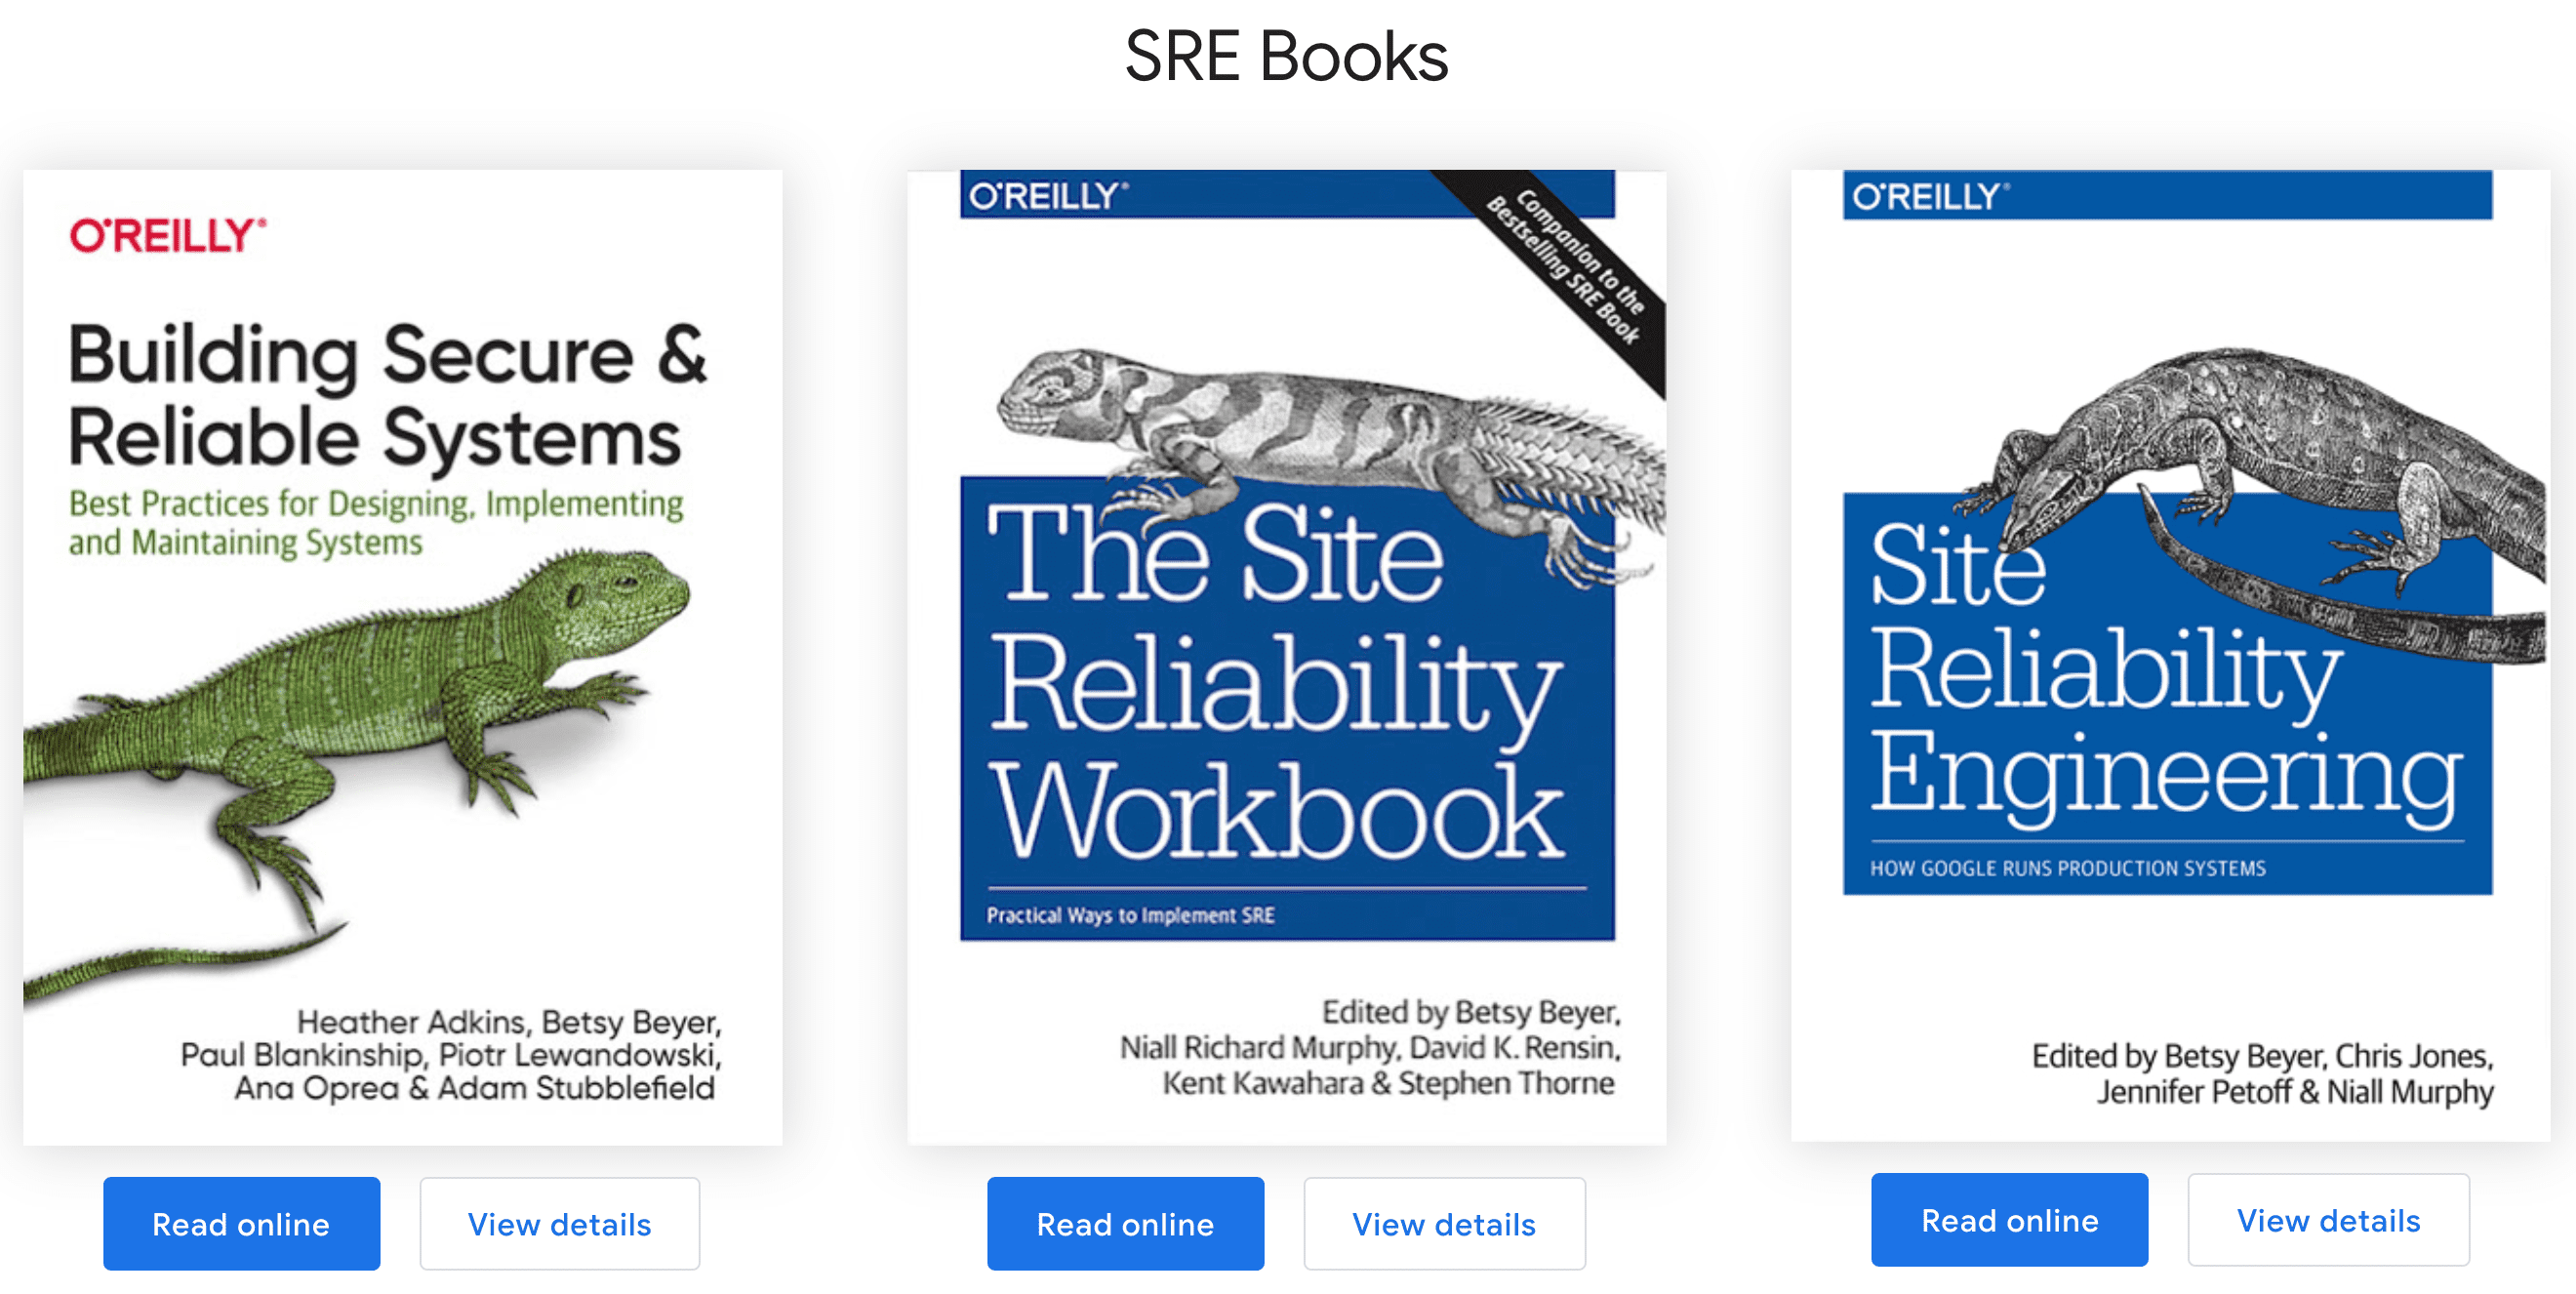 SRE Books
O'REILLY®
Building Secure &
Reliable Systems
Best Practices for Designing, Implementing
and Maintaining Systems
Heather Adkins, Betsy Beyer,
Paul Blankinship, Piotr Lewandowski,
Ana Oprea & Adam Stubblefield
Read online
View details
O'REILLY®
Companion to the
Bestselling SRE Book
The Site
Reliability
Workbook
Practical Ways to Implement SRE
Edited by Betsy Beyer,
Niall Richard Murphy, David K. Rensin,
Kent Kawahara & Stephen Thorne
Read online
View details
O'REILLY®
Site
Reliability
Engineering
HOW GOOGLE RUNS PRODUCTION SYSTEMS
Edited by Betsy Beyer, Chris Jones,
Jennifer Petoff & Niall Murphy
Read online
View details